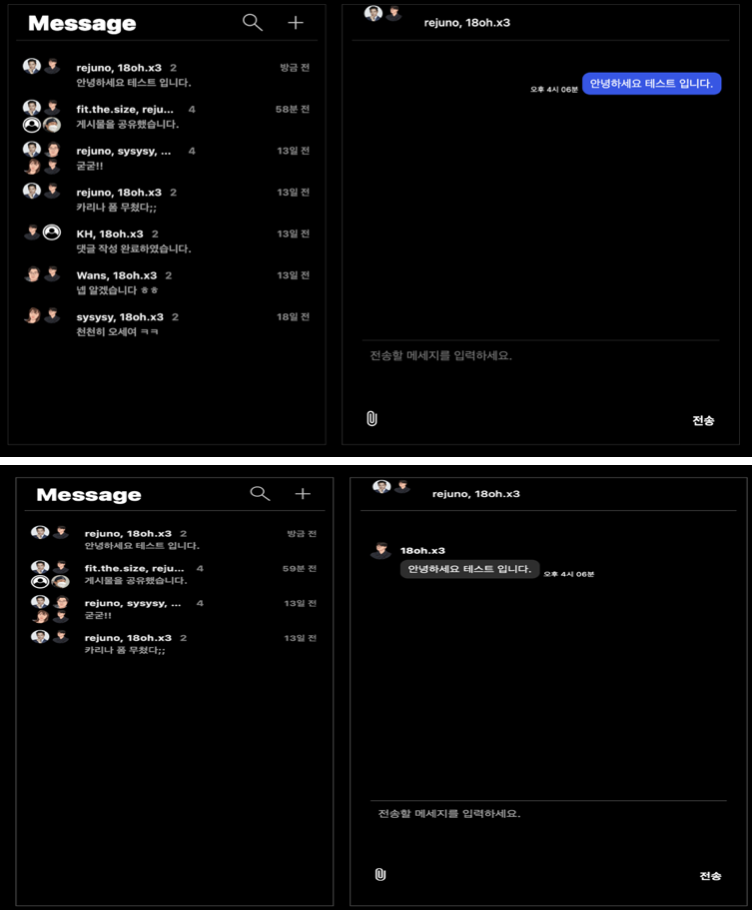 Message
rejuno, 18oh.x3 2 방금 전
안녕하세요 테스트 입니다.
fit.the.size, reju... 4 58분 전
게시물을 공유했습니다.
rejuno, sysysy, ... 4 13일 전
굳굳!!
rejuno, 18oh.x3 2 13일 전
카리나 폼 무쳤다;;
KH, 18oh.x3 2 13일 전
댓글 작성 완료하였습니다.
Wans, 18oh.x3 2 13일 전
넵 알겠습니다 ㅎㅎ
sysysy, 18oh.x3 2 18일 전
천천히 오세여 ㅋㅋ
rejuno, 18oh.x3
오후 4시 06분 안녕하세요 테스트 입니다.
전송할 메세지를 입력하세요.
전송
Message
rejuno, 18oh.x3 2 방금 전
안녕하세요 테스트 입니다.
fit.the.size, reju... 4 59분 전
게시물을 공유했습니다.
rejuno, sysysy, ... 4 13일 전
굳굳!!
rejuno, 18oh.x3 2 13일 전
카리나 폼 무쳤다;;
rejuno, 18oh.x3
18oh.x3
안녕하세요 테스트 입니다. 오후 4시 06분
전송할 메세지를 입력하세요.
전송